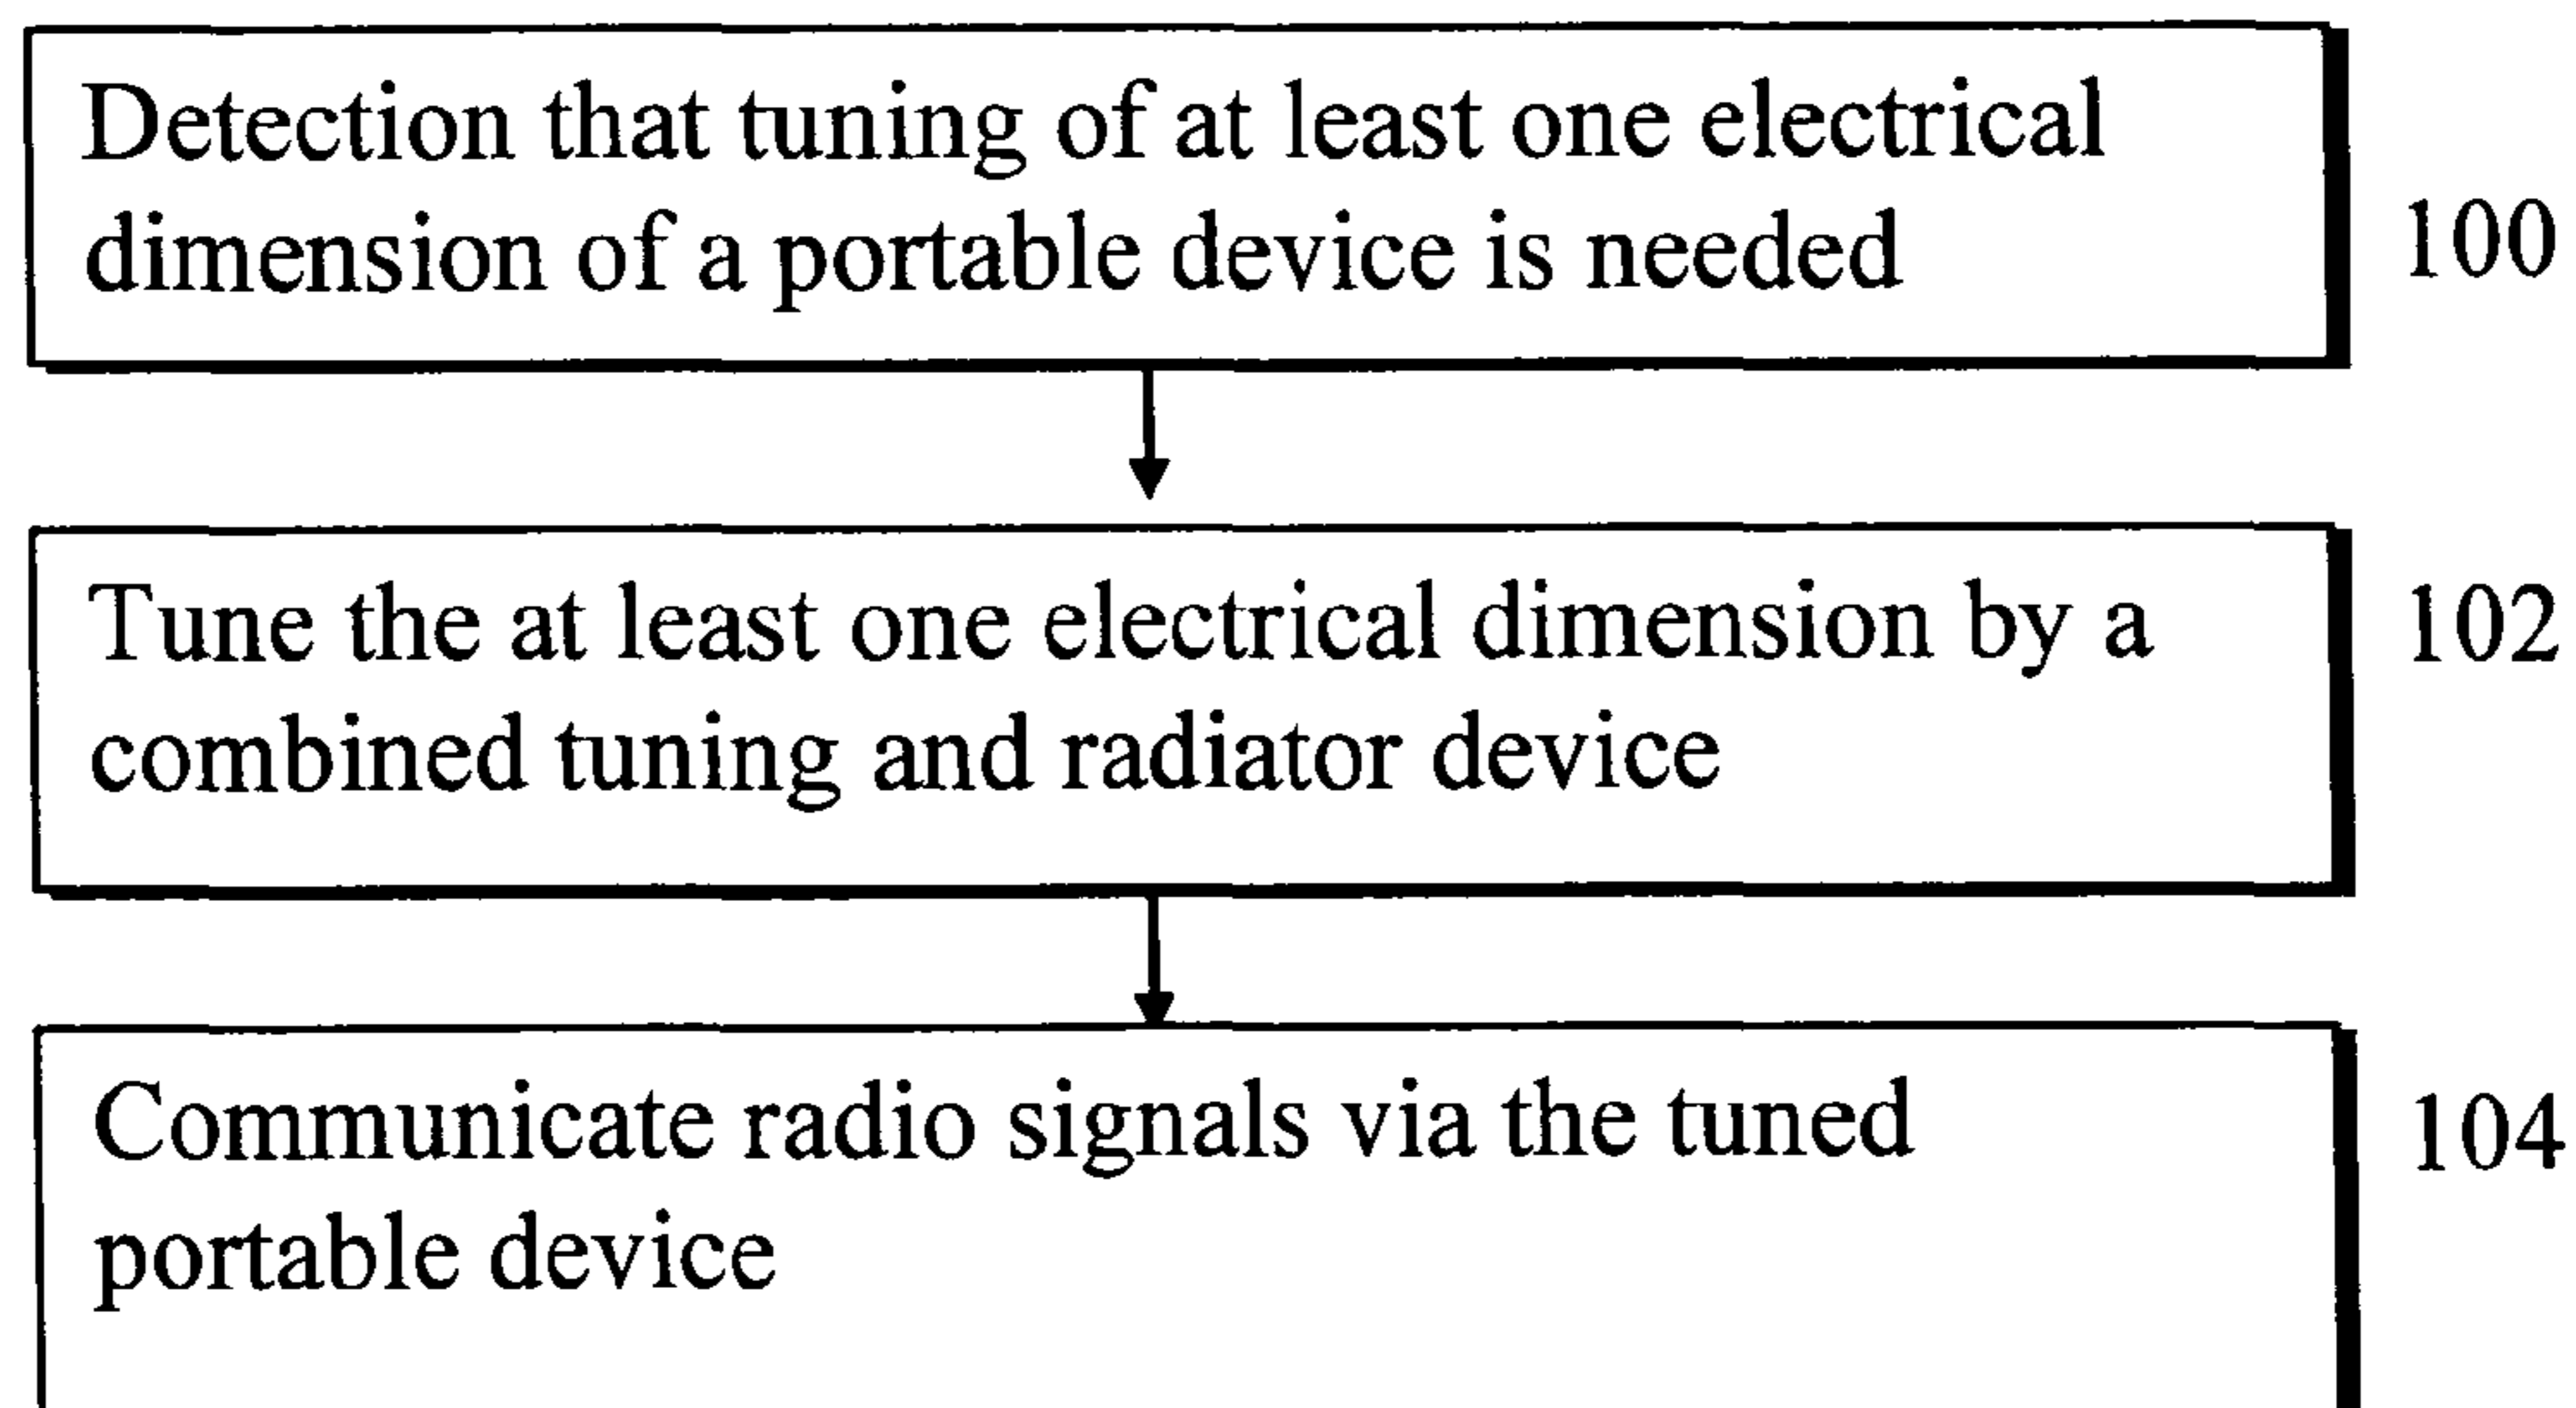 Detection that tuning of at least one electrical
dimension of a portable device is needed
100
Tune the at least one electrical dimension by a
102
combined tuning and radiator device
Communicate radio signals via the tuned
104
portable device